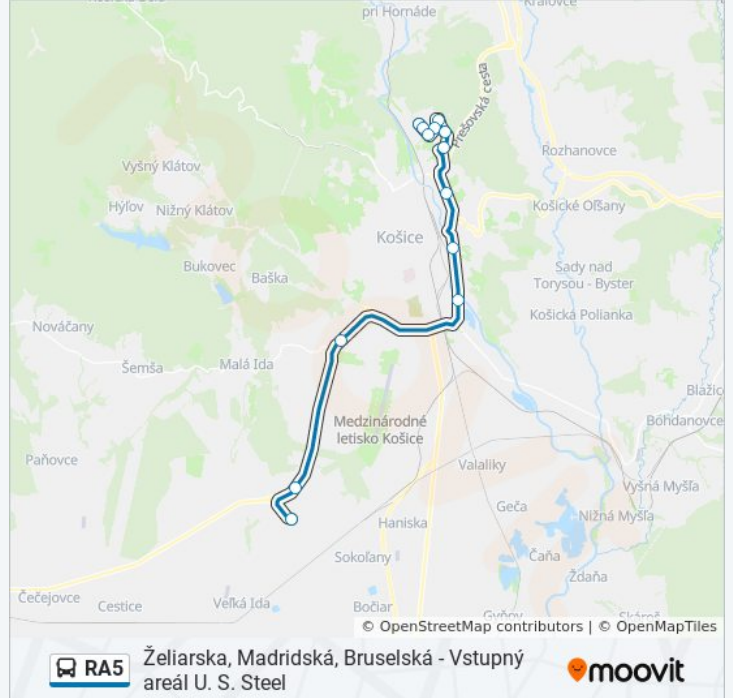 pri Hornáde
Kráľovce
Prešovská cesta
Rozhanovce
Vyšný Klátov
Hýľov
Nižný Klátov
Košické Oľšany
Košice
Bukovec
Baška
Sady nad
Torysou - Byster
Košická Polianka
Nováčany
Šemša
Malá Ida
Blažic
Bohdanovce
Medzinárodné
letisko Košice
Paňovce
Valaliky
Vyšná Myšľa
Geča
Nižná Myšľa
Haniska
Čaňa
Sokoľany
Ždaňa
Čečejovce
Cestice
Veľká Ida
Bočiar
Gyňov
Skároš
© OpenStreetMap contributors | © OpenMapTiles
RA5
Želiarska, Madridská, Bruselská - Vstupný
areál U. S. Steel
moovit